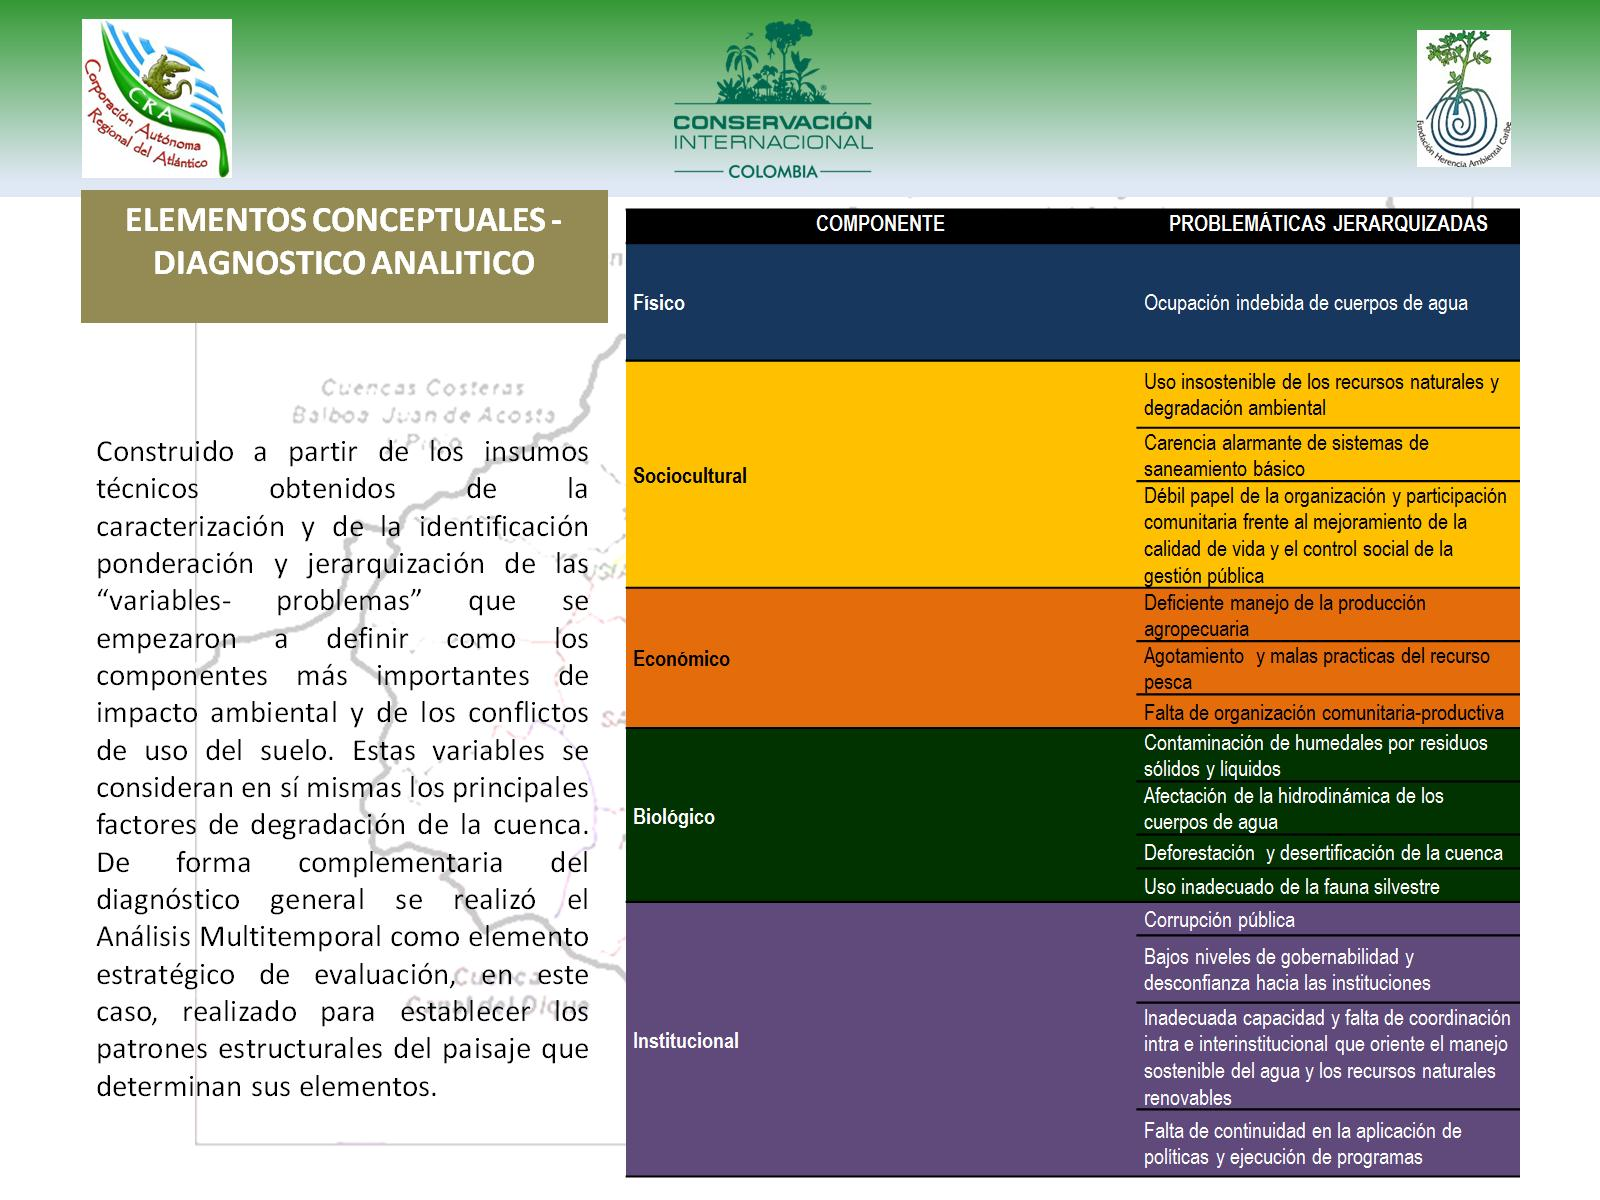 Corporación Autónoma
Regional del Atlántico
CRA
CONSERVACIÓN
INTERNACIONAL
COLOMBIA
Fundación Herencia Ambiental Caribe
ELEMENTOS CONCEPTUALES -
DIAGNOSTICO ANALITICO
Cuencas Costeras
Balboa Juan de Acosta
Construido a partir de los insumos
técnicos obtenidos de la
caracterización y de la identificación
ponderación y jerarquización de las
“variables- problemas” que se
empezaron a definir como los
componentes más importantes de
impacto ambiental y de los conflictos
de uso del suelo. Estas variables se
consideran en sí mismas los principales
factores de degradación de la cuenca.
De forma complementaria del
diagnóstico general se realizó el
Análisis Multitemporal como elemento
estratégico de evaluación, en este
caso, realizado para establecer los
patrones estructurales del paisaje que
determinan sus elementos.
Cuenca
Canal del Dique
COMPONENTE PROBLEMÁTICAS JERARQUIZADAS
Físico
Ocupación indebida de cuerpos de agua
Sociocultural
Uso insostenible de los recursos naturales y
degradación ambiental
Carencia alarmante de sistemas de
saneamiento básico
Débil papel de la organización y participación
comunitaria frente al mejoramiento de la
calidad de vida y el control social de la
gestión pública
Económico
Deficiente manejo de la producción
agropecuaria
Agotamiento  y malas practicas del recurso
pesca
Falta de organización comunitaria-productiva
Biológico
Contaminación de humedales por residuos
sólidos y líquidos
Afectación de la hidrodinámica de los
cuerpos de agua
Deforestación  y desertificación de la cuenca
Uso inadecuado de la fauna silvestre
Institucional
Corrupción pública
Bajos niveles de gobernabilidad y
desconfianza hacia las instituciones
Inadecuada capacidad y falta de coordinación
intra e interinstitucional que oriente el manejo
sostenible del agua y los recursos naturales
renovables
Falta de continuidad en la aplicación de
políticas y ejecución de programas